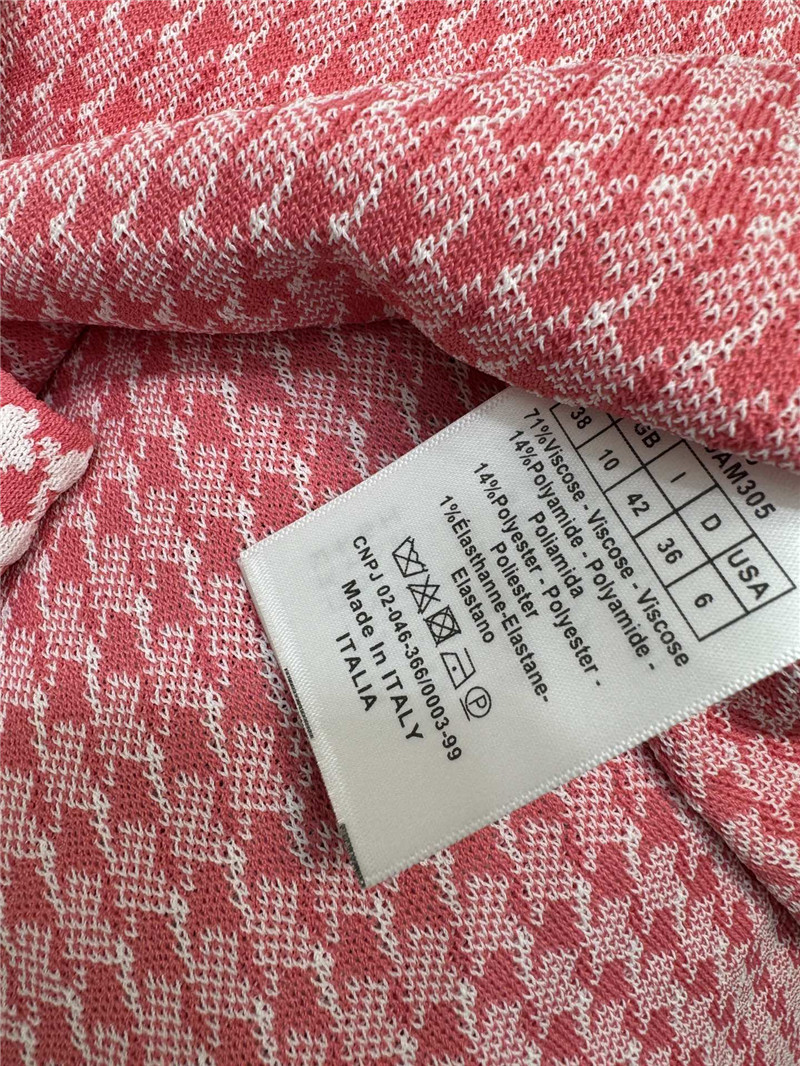 AM305
GB I D USA
38 10 42 36 6
71%Viscose - Viscose - Viscose
14%Polyamide - Polyamide -
Poliamida
14%Polyester - Polyester -
Poliester
1%Élasthanne-Elastane-
Elastano
P
CNPJ 02-046-366/0003-99
Made In ITALY
ITALIA